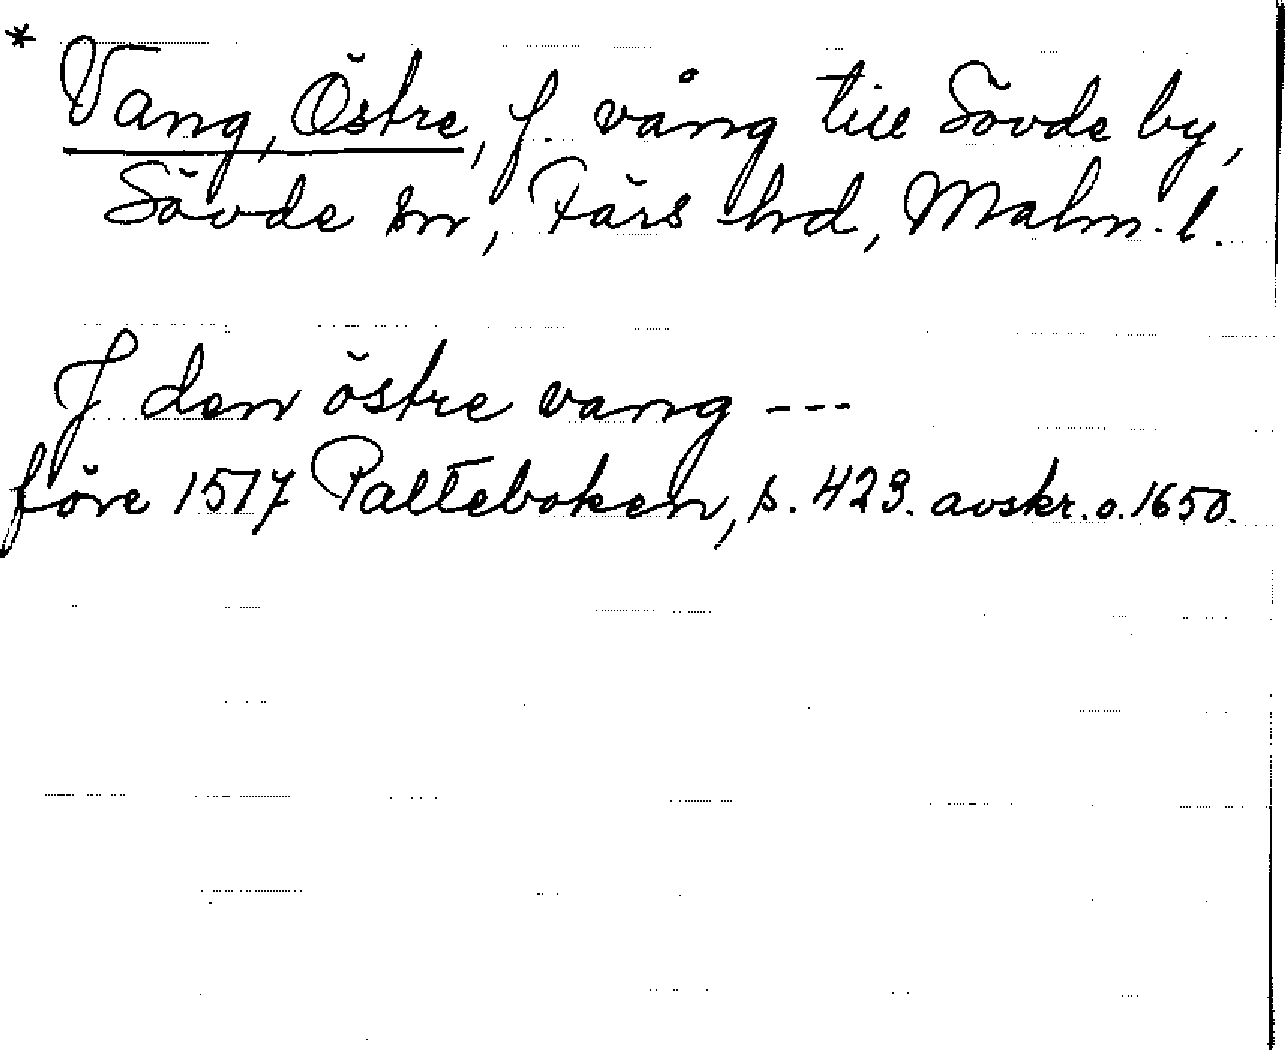 * Vang, Östre, f. vång till Sövde by,
Sövde sn, Färs hd, Malm. l.
J den östre vang ---
före 1517 Palteboken, s. 423. avskr. o. 1650.